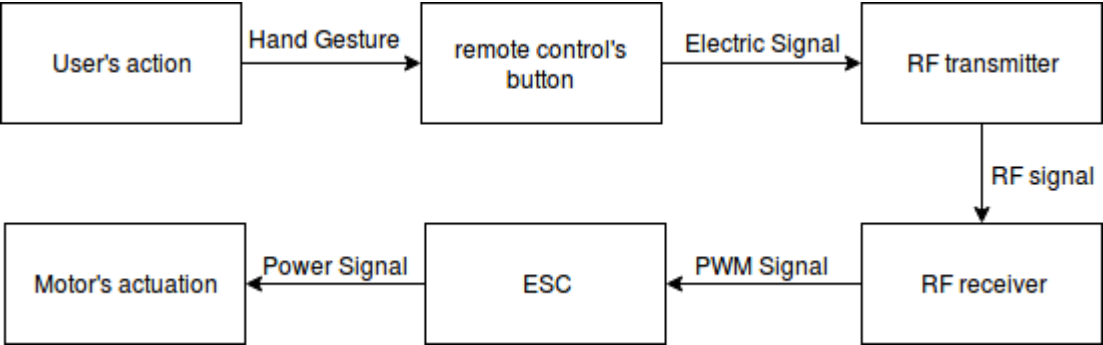 User's action
Hand Gesture
remote control's
button
Electric Signal
RF transmitter
RF signal
RF receiver
PWM Signal
ESC
Power Signal
Motor's actuation